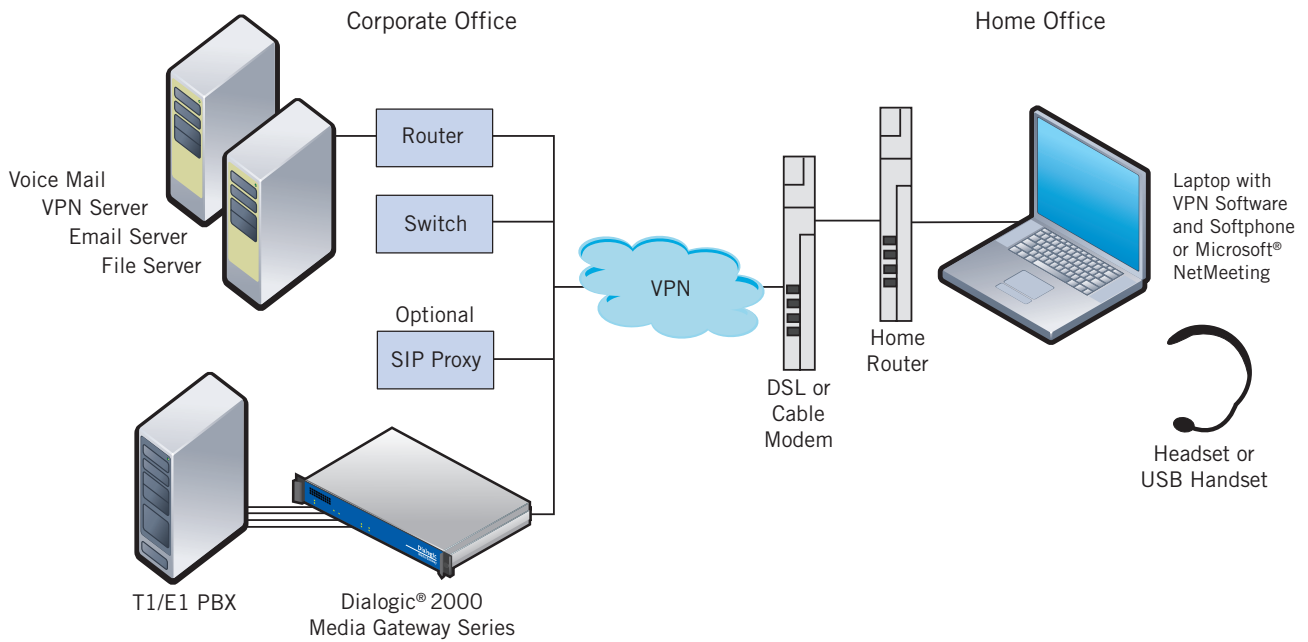 Corporate Office
Home Office
Router
Voice Mail
VPN Server
Email Server
File Server
Switch
Optional
SIP Proxy
VPN
DSL or
Cable
Modem
Home
Router
Laptop with
VPN Software
and Softphone
or Microsoft®
NetMeeting
Headset or
USB Handset
T1/E1 PBX
Dialogic
Dialogic® 2000
Media Gateway Series